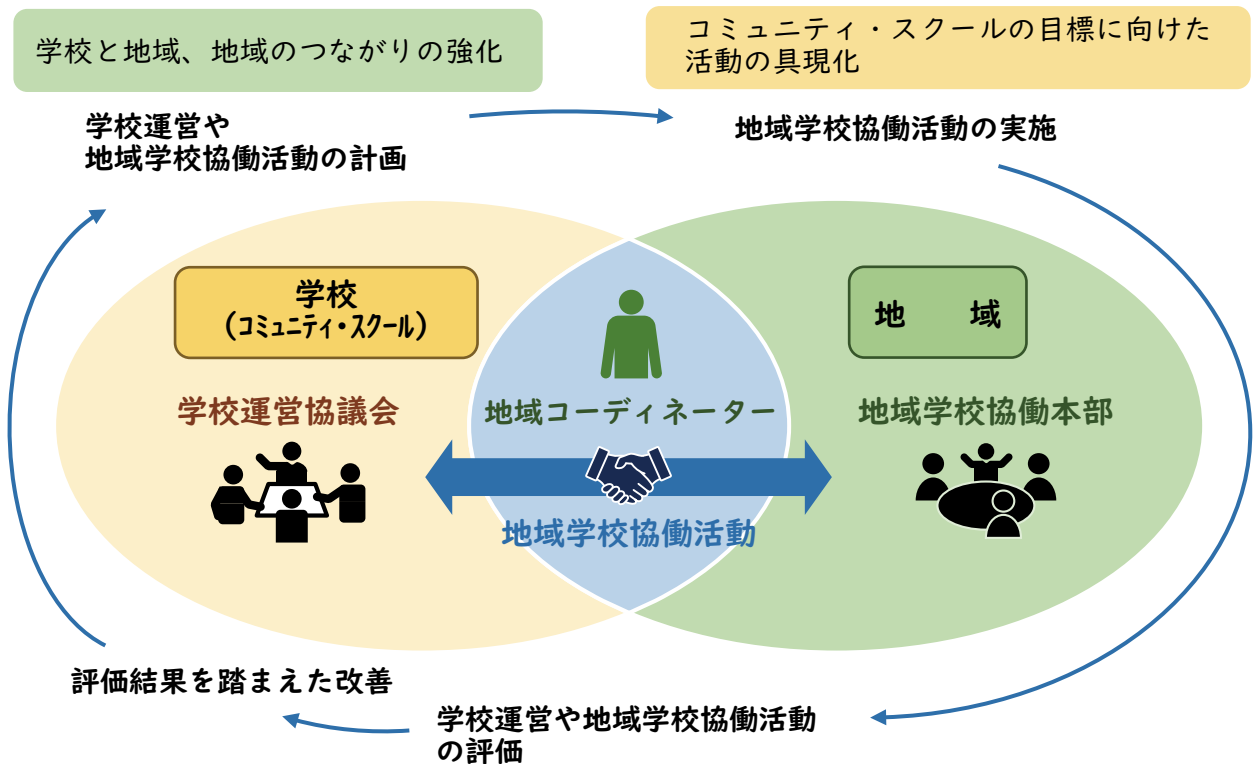 学校と地域、地域のつながりの強化
コミュニティ・スクールの目標に向けた
活動の具現化
学校運営や
地域学校協働活動の計画
地域学校協働活動の実施
学校
(コミュニティ・スクール)
地　　域
学校運営協議会
地域コーディネーター
地域学校協働本部
地域学校協働活動
評価結果を踏まえた改善
学校運営や地域学校協働活動
の評価